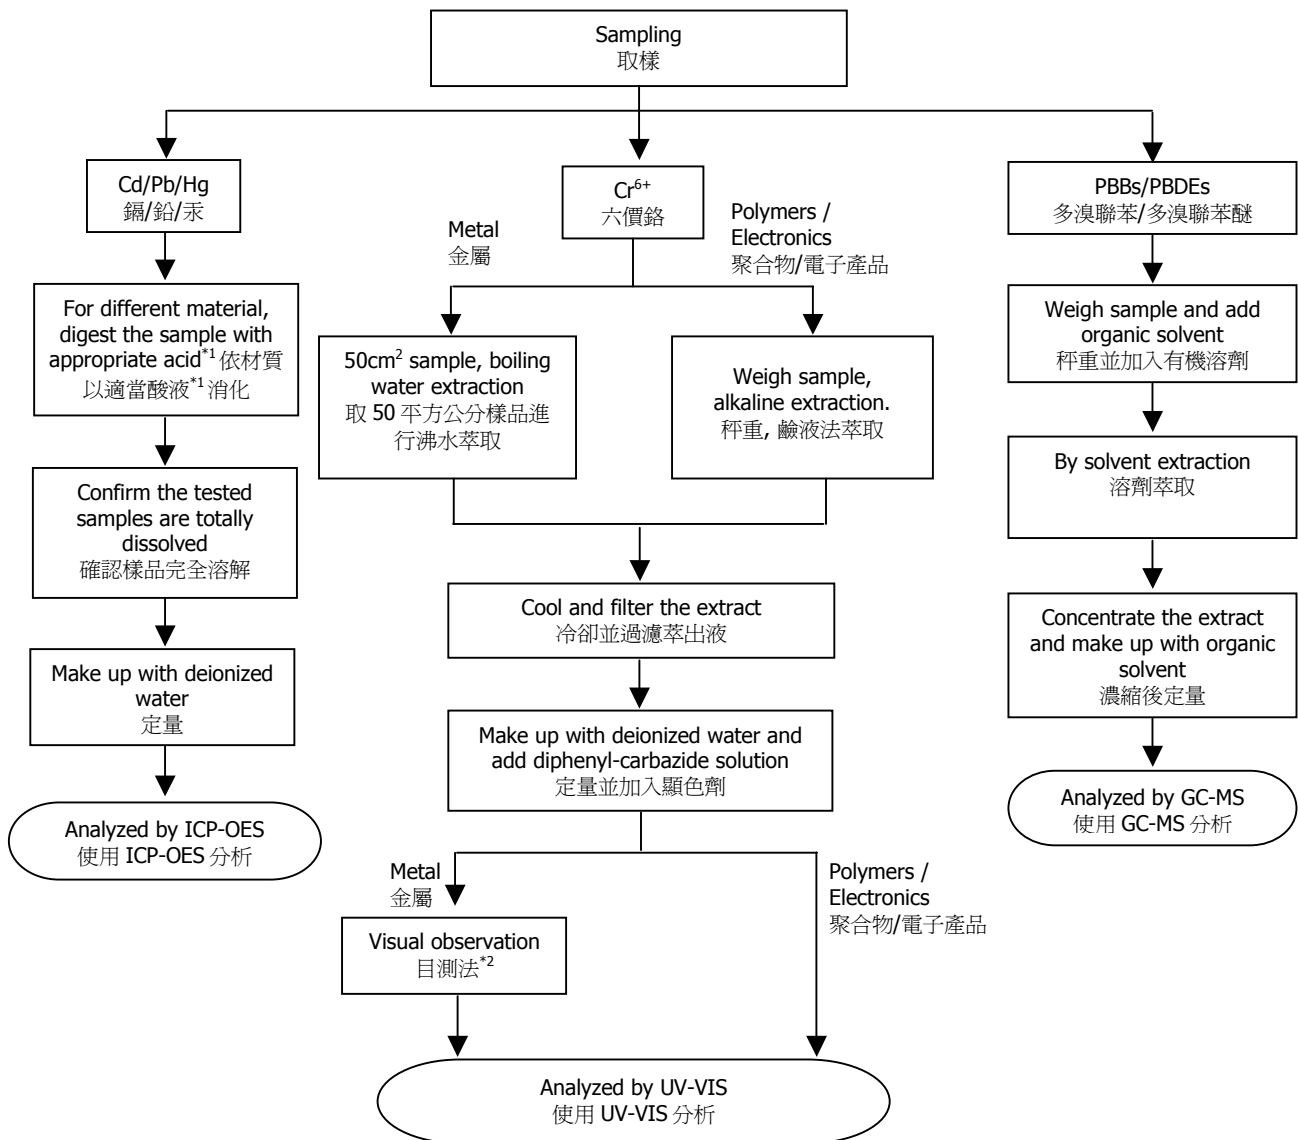 Sampling
取樣
Cd/Pb/Hg
鎘/鉛/汞
For different material,
digest the sample with
appropriate acid*1 依材質
以適當酸液*1 消化
Confirm the tested
samples are totally
dissolved
確認樣品完全溶解
Make up with deionized
water
定量
Analyzed by ICP-OES
使用 ICP-OES 分析
Cr6+
六價鉻
Metal
金屬
Polymers /
Electronics
聚合物/電子產品
50cm2 sample, boiling
water extraction
取 50 平方公分樣品進
行沸水萃取
Weigh sample,
alkaline extraction.
秤重, 鹼液法萃取
Cool and filter the extract
冷卻並過濾萃出液
Make up with deionized water and
add diphenyl-carbazide solution
定量並加入顯色劑
Metal
金屬
Polymers /
Electronics
聚合物/電子產品
Visual observation
目測法*2
Analyzed by UV-VIS
使用 UV-VIS 分析
PBBs/PBDEs
多溴聯苯/多溴聯苯醚
Weigh sample and add
organic solvent
秤重並加入有機溶劑
By solvent extraction
溶劑萃取
Concentrate the extract
and make up with organic
solvent
濃縮後定量
Analyzed by GC-MS
使用 GC-MS 分析